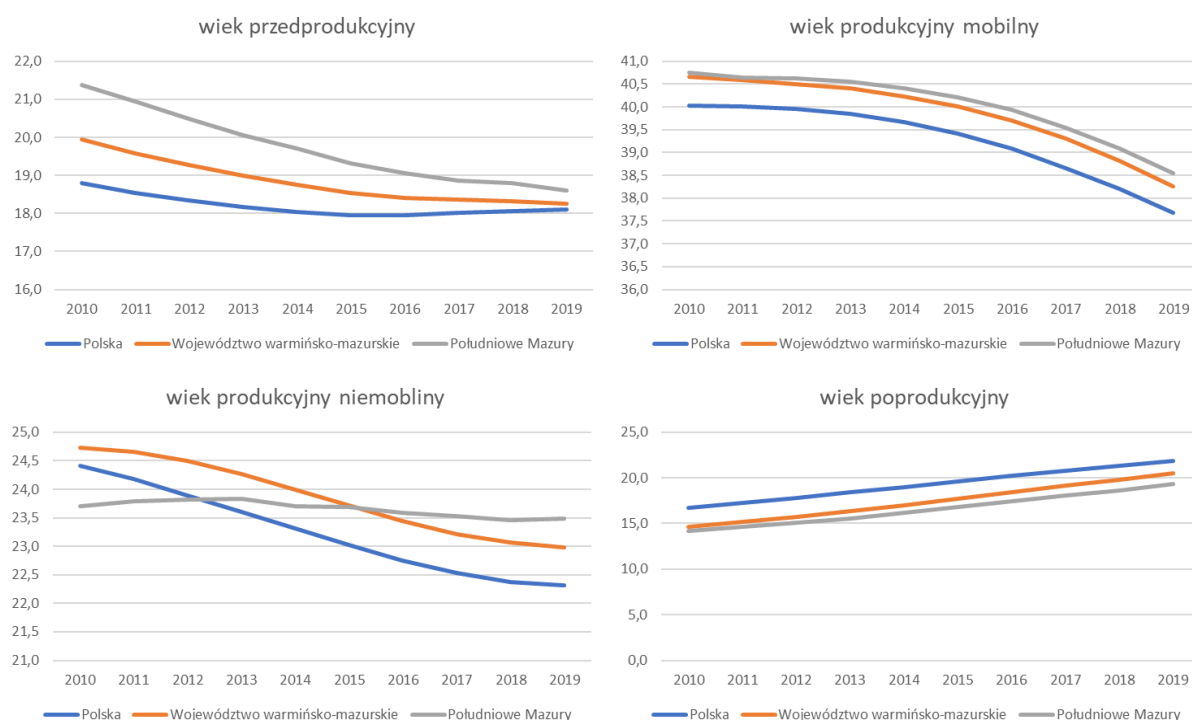 wiek przedprodukcyjny
22,0
21,0
20,0
19,0
18,0
17,0
16,0
2010 2011 2012 2013 2014 2015 2016 2017 2018 2019
Polska Województwo warmińsko-mazurskie Południowe Mazury
wiek produkcyjny mobilny
41,0
40,5
40,0
39,5
39,0
38,5
38,0
37,5
37,0
36,5
36,0
2010 2011 2012 2013 2014 2015 2016 2017 2018 2019
Polska Województwo warmińsko-mazurskie Południowe Mazury
wiek produkcyjny niemobliny
25,0
24,5
24,0
23,5
23,0
22,5
22,0
21,5
21,0
2010 2011 2012 2013 2014 2015 2016 2017 2018 2019
Polska Województwo warmińsko-mazurskie Południowe Mazury
wiek poprodukcyjny
25,0
20,0
15,0
10,0
5,0
0,0
2010 2011 2012 2013 2014 2015 2016 2017 2018 2019
Polska Województwo warmińsko-mazurskie Południowe Mazury